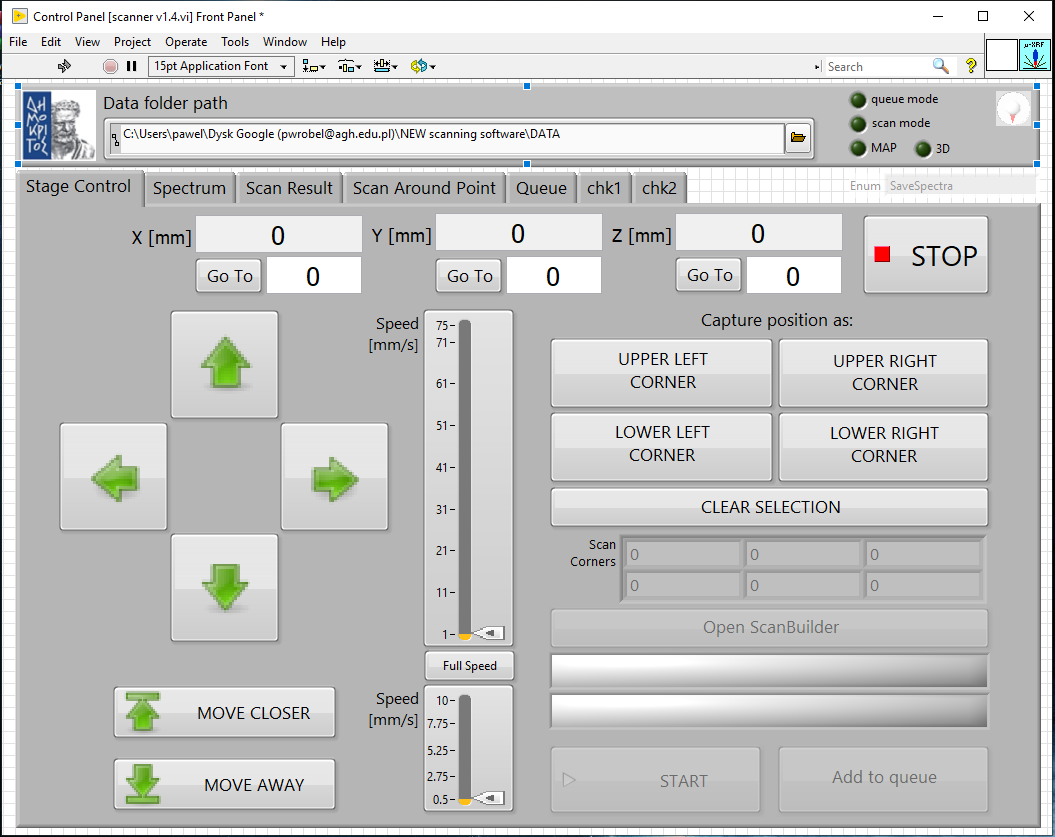 Control Panel [scanner v1.4.vi] Front Panel *
File Edit View Project Operate Tools Window Help
15pt Application Font
Search
?
μ-XRF
ΔΗ
ΜΟ
ΚΡΙ
ΤΟΣ
Data folder path
C:\Users\pawel\Dysk Google (pwrobel@agh.edu.pl)\NEW scanning software\DATA
queue mode
scan mode
MAP 3D
Stage Control Spectrum Scan Result Scan Around Point Queue chk1 chk2
Enum SaveSpectra
X [mm] 0 Y [mm] 0 Z [mm] 0
Go To 0 Go To 0 Go To 0
STOP
Speed
[mm/s]
75
71
61
51
41
31
21
11
1
Full Speed
Speed
[mm/s]
10
7.75
5.25
2.75
0.5
MOVE CLOSER
MOVE AWAY
Capture position as:
UPPER LEFT
CORNER
UPPER RIGHT
CORNER
LOWER LEFT
CORNER
LOWER RIGHT
CORNER
CLEAR SELECTION
Scan
Corners
0 0 0
0 0 0
Open ScanBuilder
START
Add to queue